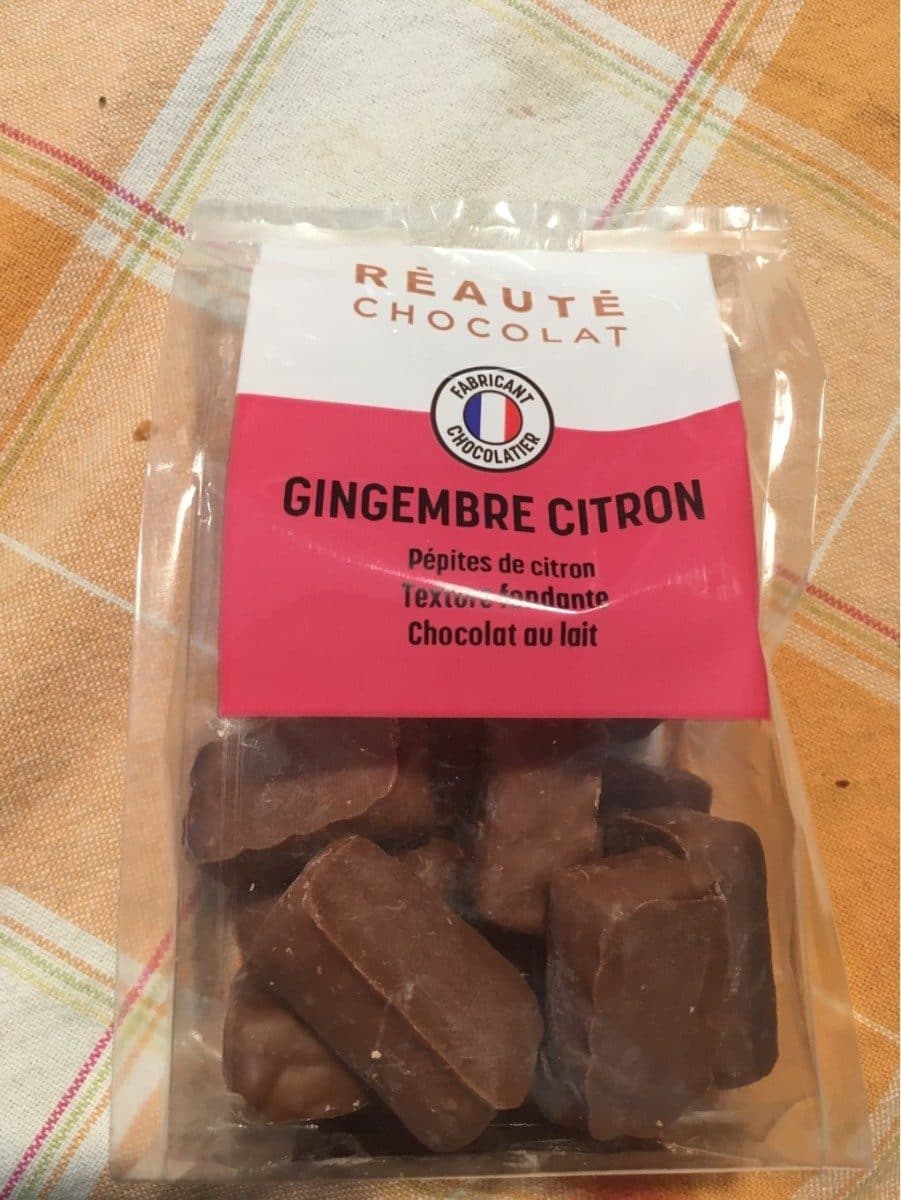 RÉAUTÉ
CHOCOLAT
FABRICANT
CHOCOLATIER
GINGEMBRE CITRON
Pépites de citron
Texture fondante
Chocolat au lait